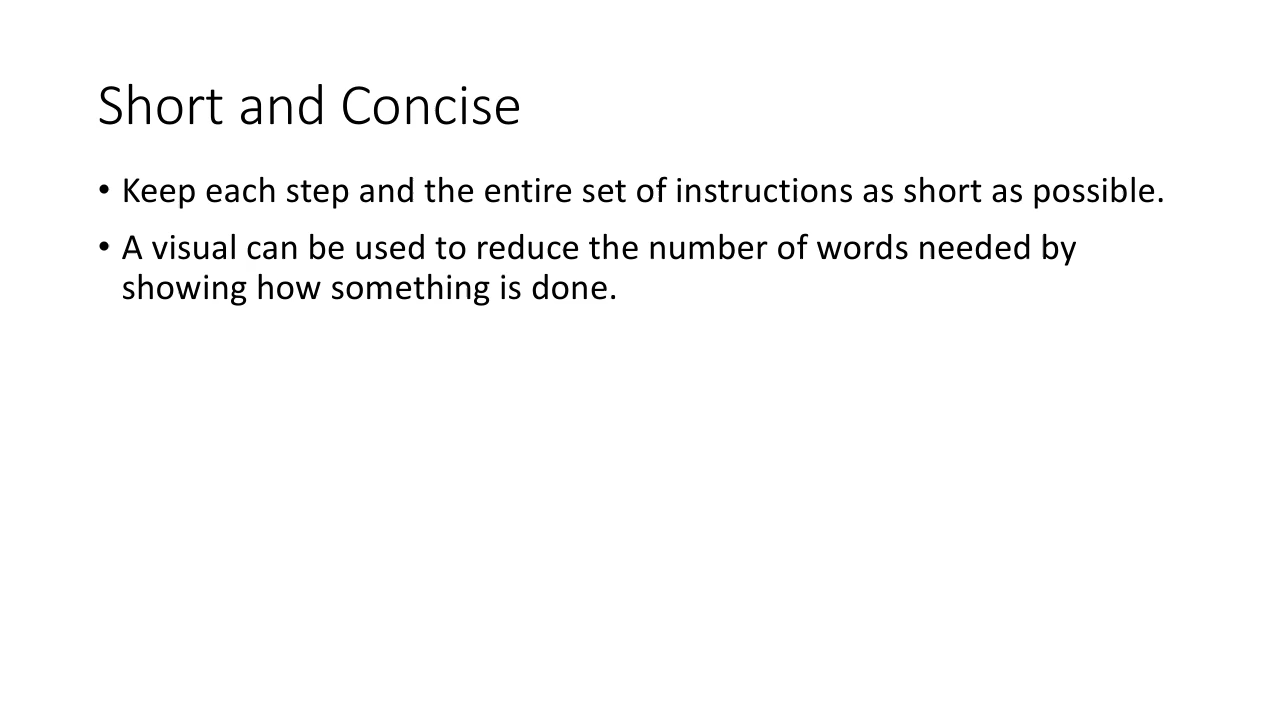 Short and Concise
• Keep each step and the entire set of instructions as short as possible.
• A visual can be used to reduce the number of words needed by
showing how something is done.